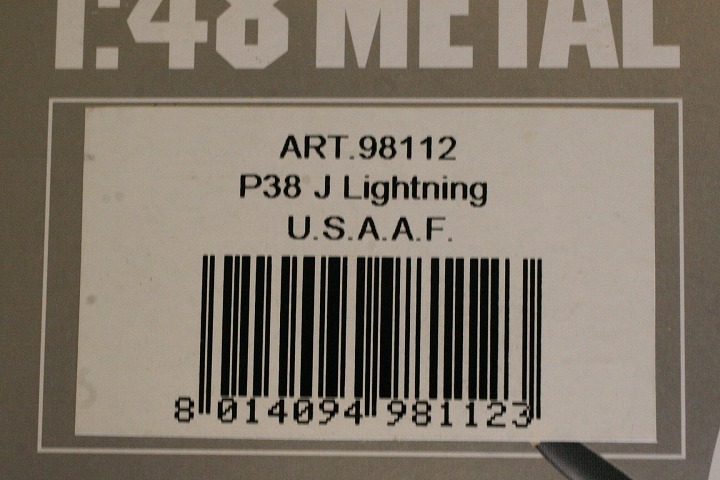 1:48 METAL
ART.98112
P38 J Lightning
U.S.A.A.F.
8 014094 981123